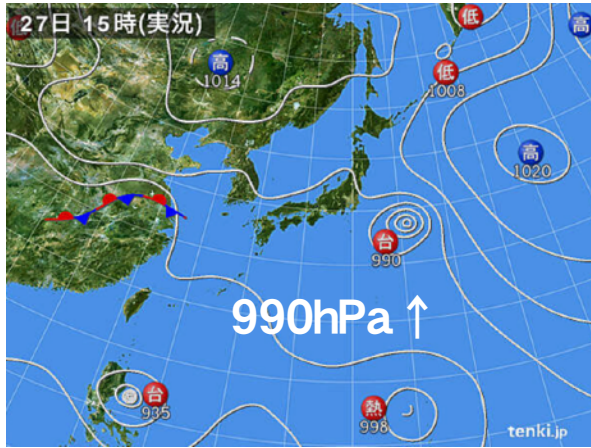 27日 15時(実況)
低
高
高
1014
低
1008
高
1020
台
990
990hPa ↑
台
935
熱
998
tenki.jp